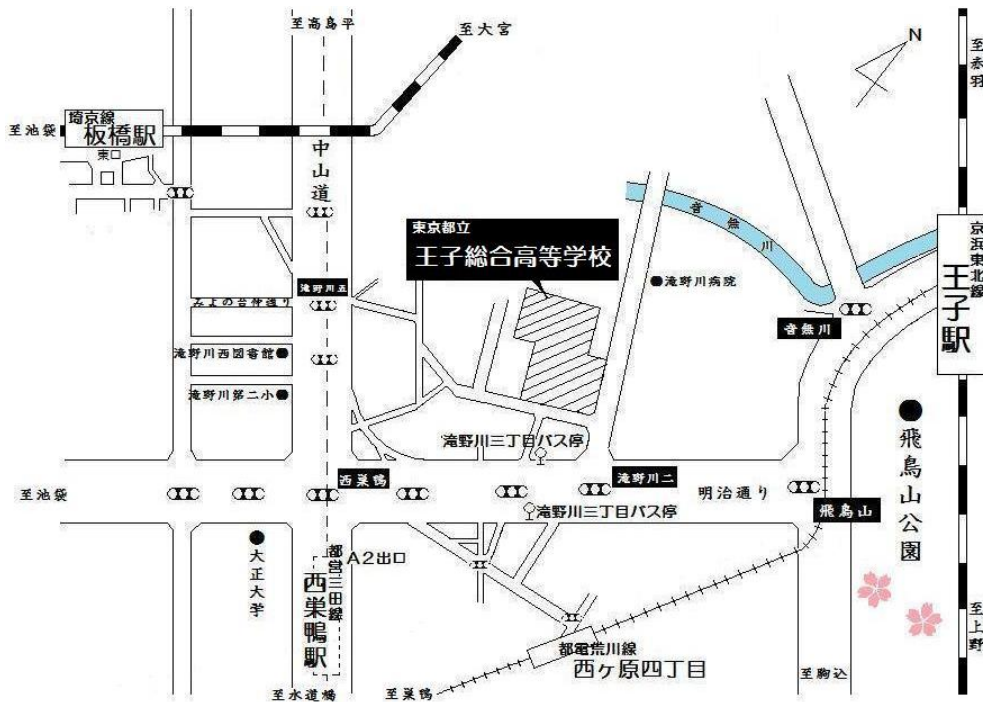 至高島平
至大宮
N
至赤羽
埼京線
板橋駅
至池袋
東口
中山道
東京都立
王子総合高等学校
音無川
京浜東北線
王子駅
滝野川病院
滝野川五
みよの台仲通り
音無川
滝野川西図書館
滝野川第二小
飛鳥山公園
滝野川三丁目バス停
西巣鴨
滝野川二
明治通り
至池袋
飛鳥山
滝野川三丁目バス停
大正大学
都営三田線
西巣鴨駅
A2出口
都電荒川線
西ヶ原四丁目
至上野
至水道橋
至巣鴨
至駒込